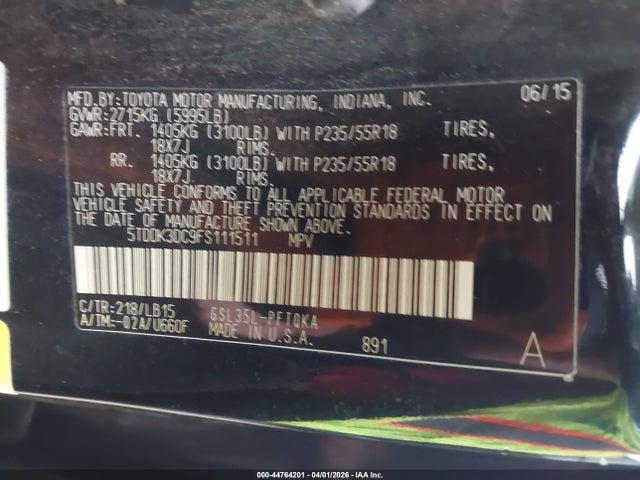 MFD.BY:TOYOTA MOTOR MANUFACTURING, INDIANA, INC. 06/15
GVWR:2715KG (5995LB)
GAWR:FRT. 1405KG (3100LB) WITH P235/55R18 TIRES,
18X7J RIMS,
RR. 1405KG (3100LB) WITH P235/55R18 TIRES,
18X7J RIMS
THIS VEHICLE CONFORMS TO ALL APPLICABLE FEDERAL MOTOR
VEHICLE SAFETY AND THEFT PREVENTION STANDARDS IN EFFECT ON
THE DATE OF MANUFACTURE SHOWN ABOVE.
5TDDK3DC9FS111511 MPV
C/TR:218/LB15 GSL35L-PFTQKA
A/TM:-02A/U660F MADE IN U.S.A.
891
A
000-44764201 - 04/01/2026 - IAA Inc.